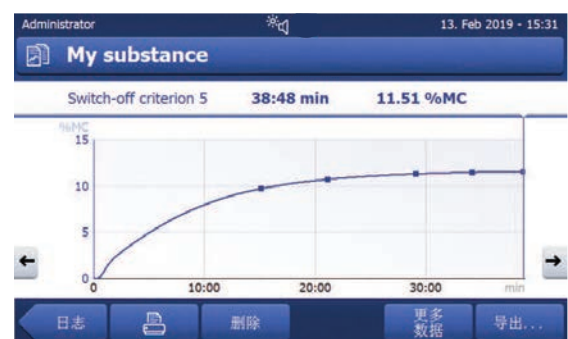 Administrator 13. Feb 2019 - 15:31
My substance
Switch-off criterion 5 38:48 min 11.51 %MC
%MC
15
10
5
0
0 10:00 20:00 30:00 min
日志 删除 更多数据 导出...